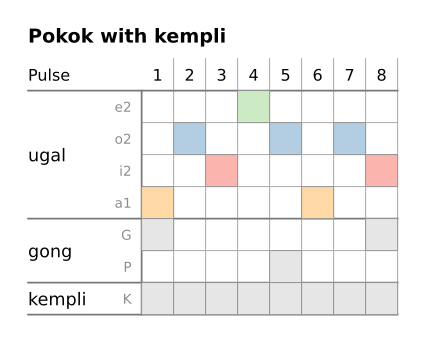 Pokok with kempli
Pulse 1 2 3 4 5 6 7 8
ugal
e2
o2
i2
a1
gong
G
P
kempli K